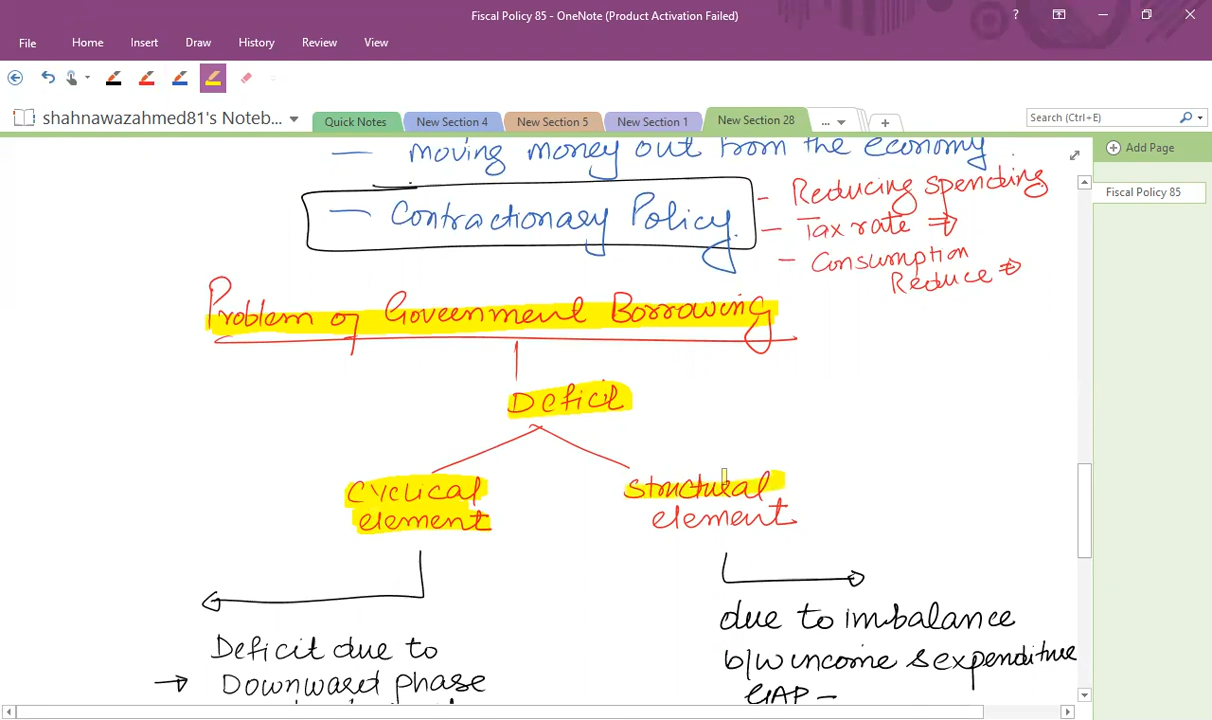 Fiscal Policy 85 - OneNote (Product Activation Failed)
File Home Insert Draw History Review View
shahnawazahmed81's Noteb... Quick Notes New Section 4 New Section 5 New Section 1 New Section 28 ... Search (Ctrl+E)
Add Page
Fiscal Policy 85
— moving money out from the economy
— Contractionary Policy
- Reducing spending
- Tax rate
- Consumption
Reduce
Problem of Government Borrowing
Deficit
Cyclical
element
Structural
element
Deficit due to
→ Downward phase
due to imbalance
b/w income & expenditure
GAP -